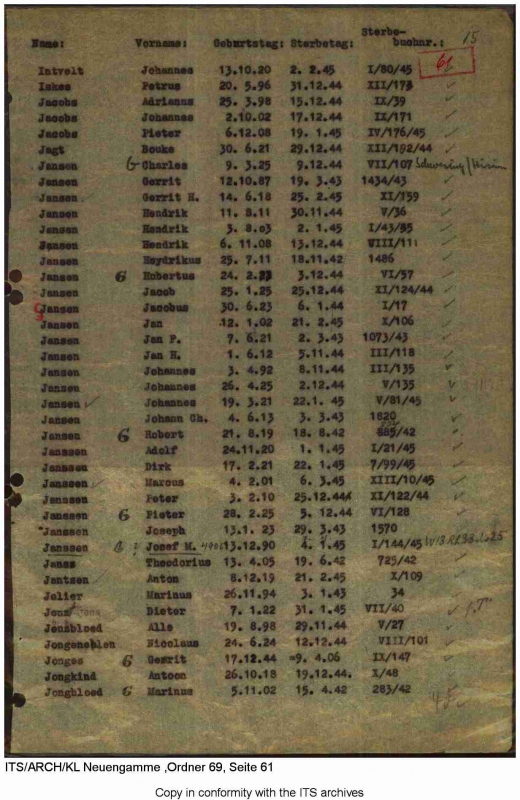 Sterbe-
Name: Vorname: Geburtstag: Sterbetag: buchnr.: 15
61
Intvelt Johannes 13.10.20 2. 2.45 I/80/45
Iskes Petrus 20. 5.96 31.12.44 XII/173
Jacobs Adrianus 25. 3.98 15.12.44 IX/39
Jacobs Johannes 2.10.02 17.12.44 IX/171
Jacobs Pieter 6.12.08 19. 1.45 IV/176/45
Jagt Bouke 30. 6.21 29.12.44 XII/192/44
Jansen G Charles 9. 3.25 9.12.44 VII/107
Jansen Gerrit 12.10.87 19. 3.43 1434/43
Jansen Gerrit H. 14. 6.18 25. 2.45 XI/159
Jansen Hendrik 11. 8.11 30.11.44 V/36
Jansen Hendrik 3. 8.03 2. 1.45 I/43/
Jansen Hendrik 6. 11.08 13.12.44 VIII/111
Jansen Heydrikus 25. 7.11 18.11.42 1486
Jansen G Hubertus 24. 2. 3.12.44 VI/57
Jansen Jacob 25. 1.25 25.12.44 XI/124/44
Jansen Jacobus 30. 6.23 6. 1.44 I/17
Jansen Jan 12. 1.02 21. 2.45 X/106
Jansen Jan F. 7. 6.21 2. 3.43 1073/43
Jansen Jan H. 1. 6.12 5.11.44 III/118
Jansen Johannes 3. 4.92 8.11.44 III/135
Jansen Johannes 26. 4.25 2.12.44 V/135
Jansen Johannes 19. 3.21 22.1. 45 V/81/45
Jansen Johann Ch. 4. 6.13 3. 3.43 1820
Jansen G Robert 21. 8.19 18. 8.42 885/42
Janssen Adolf 24.11.20 1. 1.45 I/21/45
Janssen Dirk 17. 2.21 22. 1.45 7/99/45
Janssen Marcus 4. 2.01 6. 3.45 XIII/10/45
Janssen Peter 3. 2.10 25.12.44 XI/122/44
Janssen G Pieter 28. 2.25 5. 12.44 VI/128
Janssen Joseph 13.1. 23 29. 3.43 1570
Janssen Josef M. 13.12.90 4. 1.45 I/144/45
Janss Theodorius 13. 4.05 19. 6.42 725/42
Jentsen Anton 8.12.19 21. 2.45 X/109
Jelier Marinus 26.11.94 3. 1.43 34
Jonx Dieter 7. 1.22 31. 1.45 VII/40
Jonsbloed Alle 19. 8.98 29.11.44 V/27
Jongeneblen Nicolaus 24. 6.24 12.12.44 VIII/101
Jonges G Gesrit 17.12.44 =9. 4.06 IX/147
Jongkind Antoon 26.10.18 19.12.44. X/48
Jongbloed G Marinus 5.11.02 15. 4.42 283/42
ITS/ARCH/KL Neuengamme ,Ordner 69, Seite 61
Copy in conformity with the ITS archives